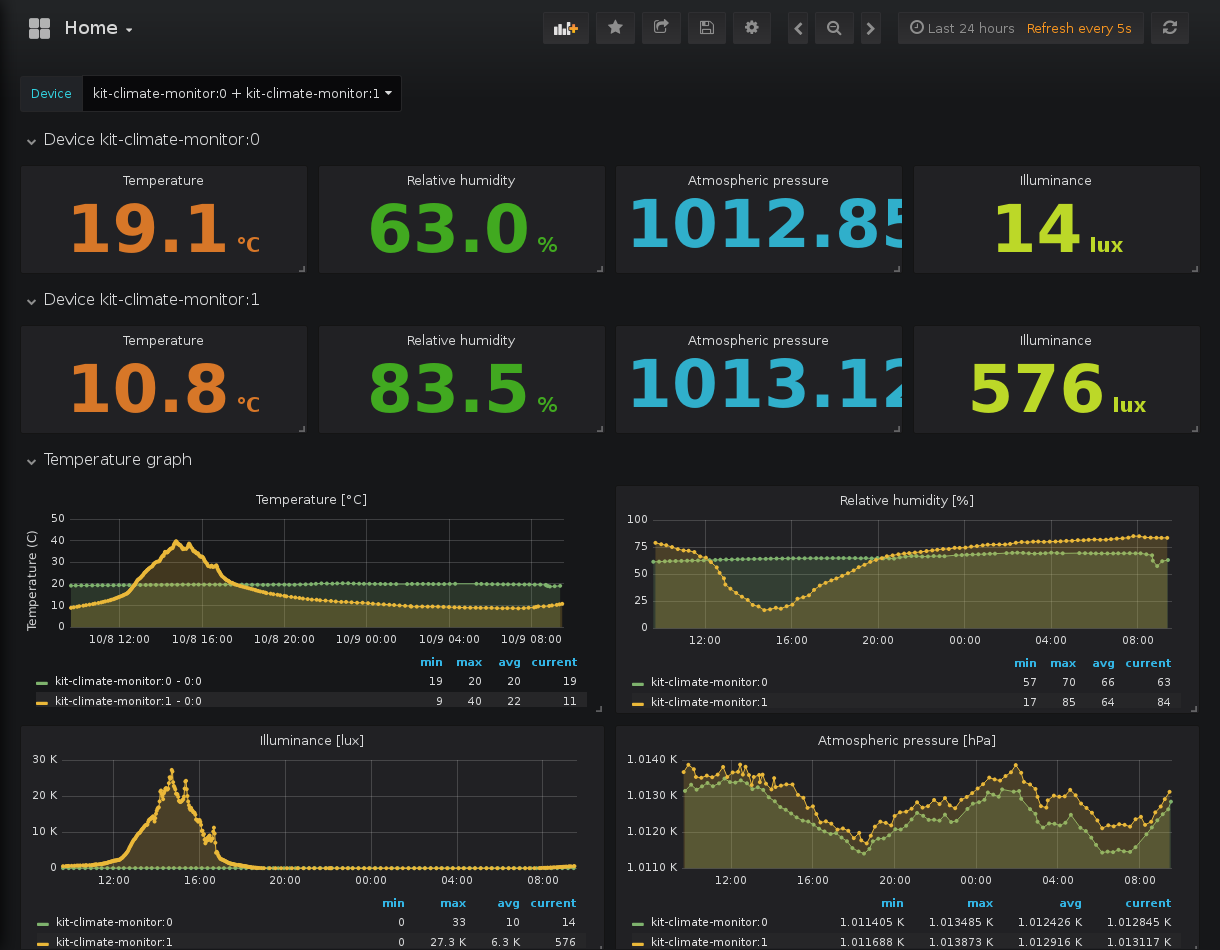 Home
Last 24 hours Refresh every 5s
Device kit-climate-monitor:0 + kit-climate-monitor:1
Device kit-climate-monitor:0
Temperature Relative humidity Atmospheric pressure Illuminance
19.1 °C 63.0 % 1012.85 14 lux
Device kit-climate-monitor:1
Temperature Relative humidity Atmospheric pressure Illuminance
10.8 °C 83.5 % 1013.12 576 lux
Temperature graph
Temperature [°C]
Temperature (C)
50
40
30
20
10
0
10/8 12:00 10/8 16:00 10/8 20:00 10/9 00:00 10/9 04:00 10/9 08:00
min max avg current
kit-climate-monitor:0 - 0:0 19 20 20 19
kit-climate-monitor:1 - 0:0 9 40 22 11
Relative humidity [%]
100
75
50
25
0
12:00 16:00 20:00 00:00 04:00 08:00
min max avg current
kit-climate-monitor:0 57 70 66 63
kit-climate-monitor:1 17 85 64 84
Illuminance [lux]
30 K
20 K
10 K
0
12:00 16:00 20:00 00:00 04:00 08:00
min max avg current
kit-climate-monitor:0 0 33 10 14
kit-climate-monitor:1 0 27.3 K 6.3 K 576
Atmospheric pressure [hPa]
1.0140 K
1.0130 K
1.0120 K
1.0110 K
12:00 16:00 20:00 00:00 04:00 08:00
min max avg current
kit-climate-monitor:0 1.011405 K 1.013485 K 1.012426 K 1.012845 K
kit-climate-monitor:1 1.011688 K 1.013873 K 1.012916 K 1.013117 K